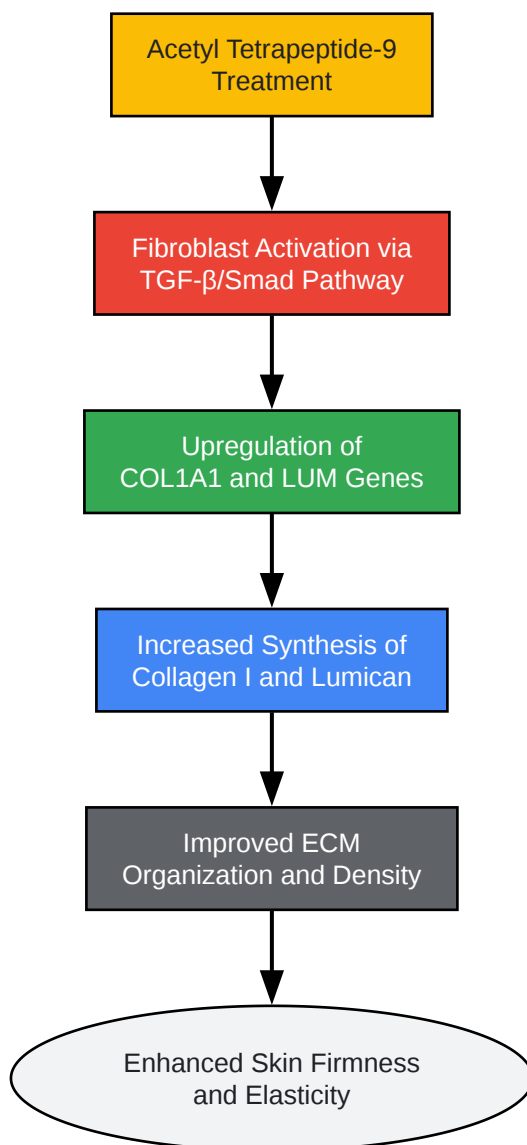 Acetyl Tetrapeptide-9
Treatment
Fibroblast Activation via
TGF-β/Smad Pathway
Upregulation of
COL1A1 and LUM Genes
Increased Synthesis of
Collagen I and Lumican
Improved ECM
Organization and Density
Enhanced Skin Firmness
and Elasticity